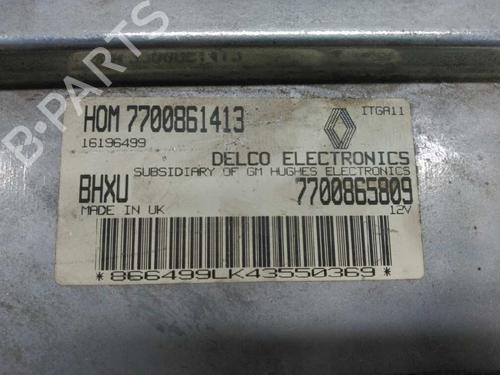 HOM 7700861413
ITGA11
16196499
DELCO ELECTRONICS
SUBSIDIARY OF GM HUGHES ELECTRONICS
BHXU 7700865809
MADE IN UK 12V
*866499LK43550369*
B-PARTS